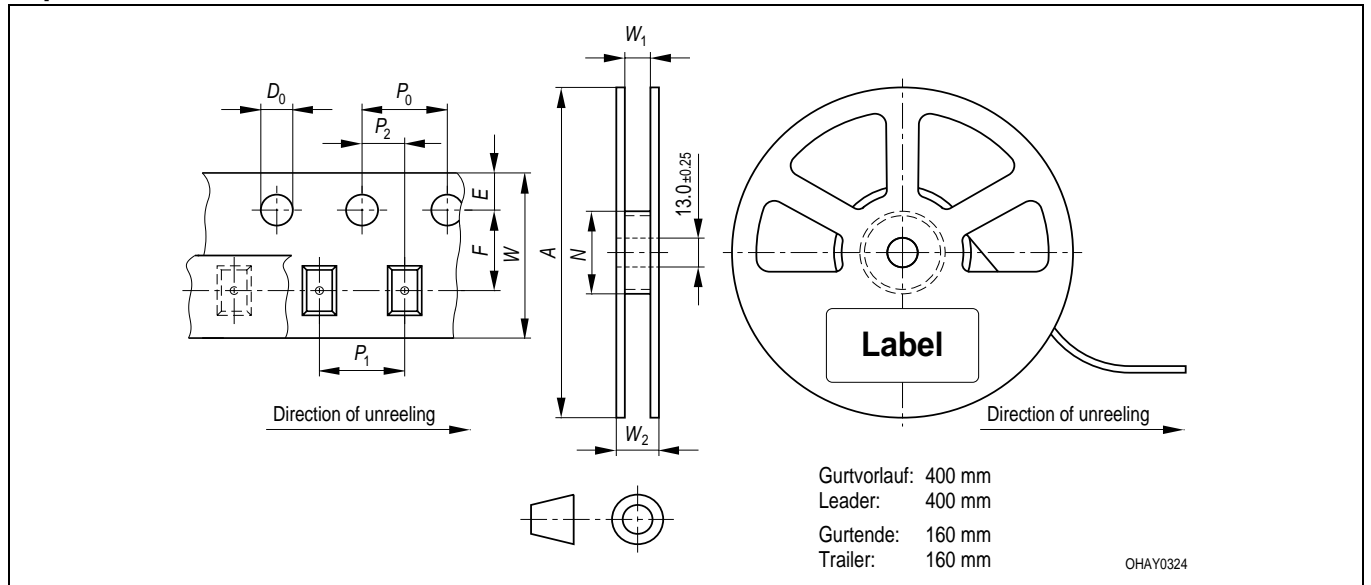 W1
D0
P0
P2
E
F
W
A
N
13.0±0.25
P1
W2
Label
Direction of unreeling
Direction of unreeling
Gurtvorlauf: 400 mm
Leader: 400 mm
Gurtende: 160 mm
Trailer: 160 mm
OHAY0324